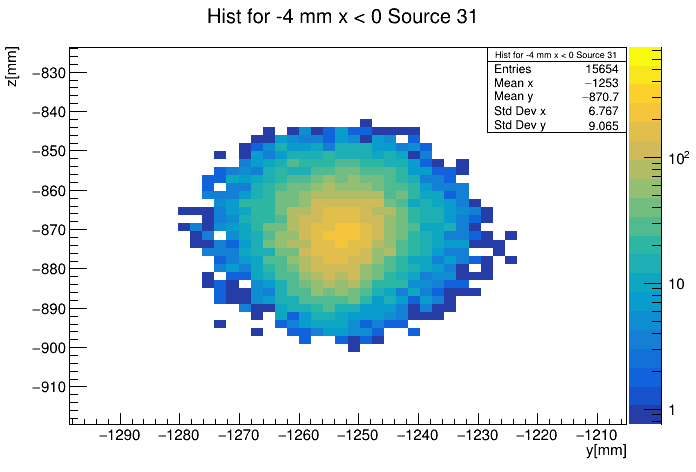 Hist for -4 mm x < 0 Source 31
z[mm]
Hist for -4 mm x < 0 Source 31
Entries 15654
Mean x −1253
Mean y −870.7
Std Dev x 6.767
Std Dev y 9.065
−830
−840
−850
−860
−870
−880
−890
−900
−910
10²
10
1
−1290 −1280 −1270 −1260 −1250 −1240 −1230 −1220 −1210
y[mm]